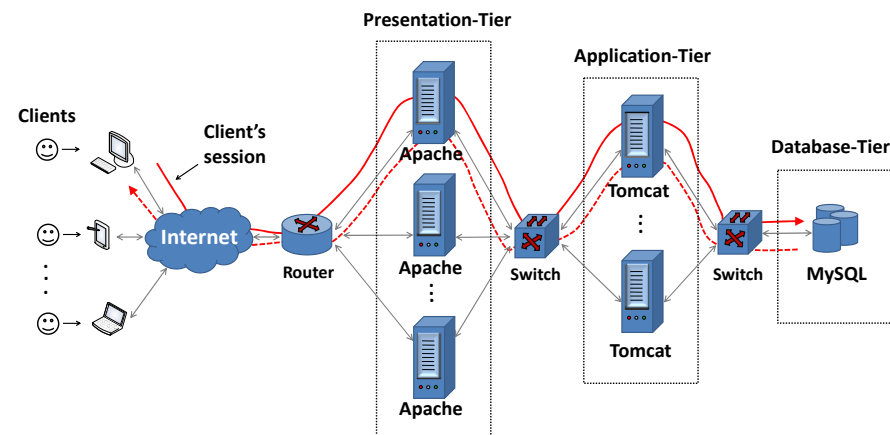 Presentation-Tier
Application-Tier
Database-Tier
Clients
Client's
session
Internet
Router
Apache
Apache
Apache
Switch
Tomcat
Tomcat
Switch
MySQL